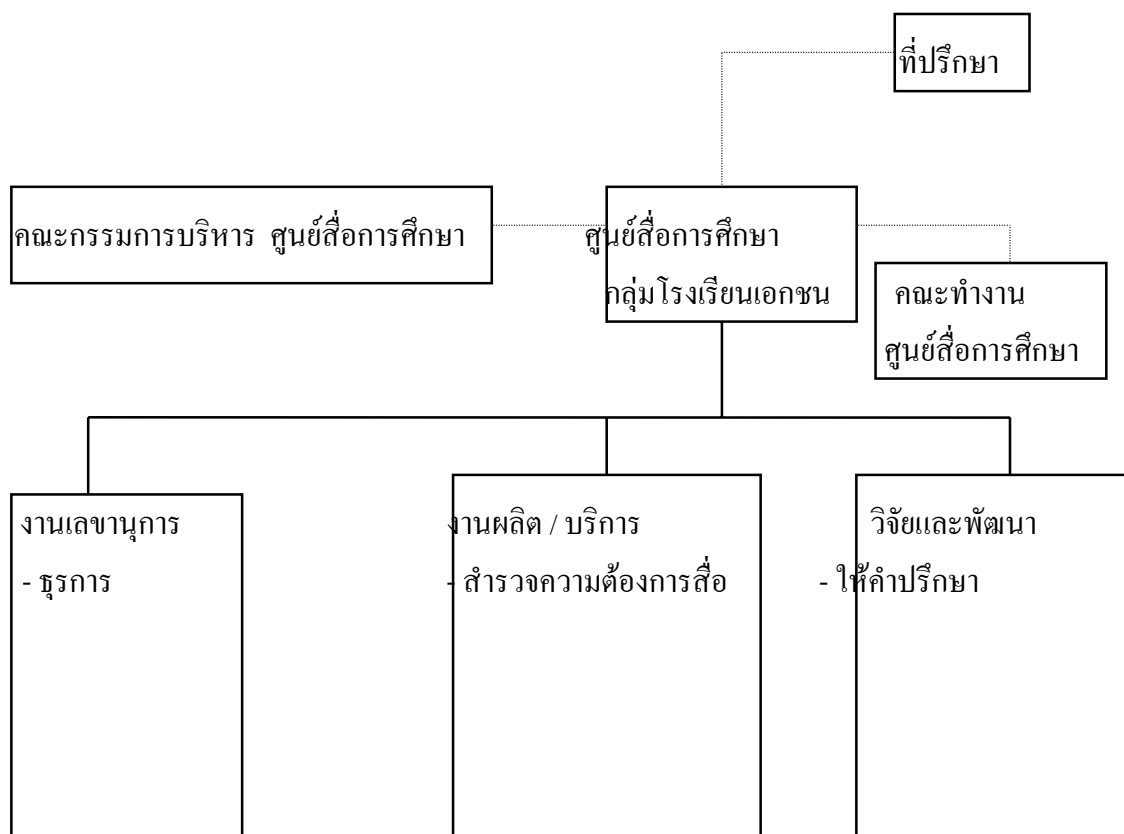 ที่ปรึกษา
คณะกรรมการบริหาร ศูนย์สื่อการศึกษา
ศูนย์สื่อการศึกษา
กลุ่มโรงเรียนเอกชน
คณะทำงาน
ศูนย์สื่อการศึกษา
งานเลขานุการ
- ธุรการ
งานผลิต / บริการ
- สำรวจความต้องการสื่อ
วิจัยและพัฒนา
- ให้คำปรึกษา